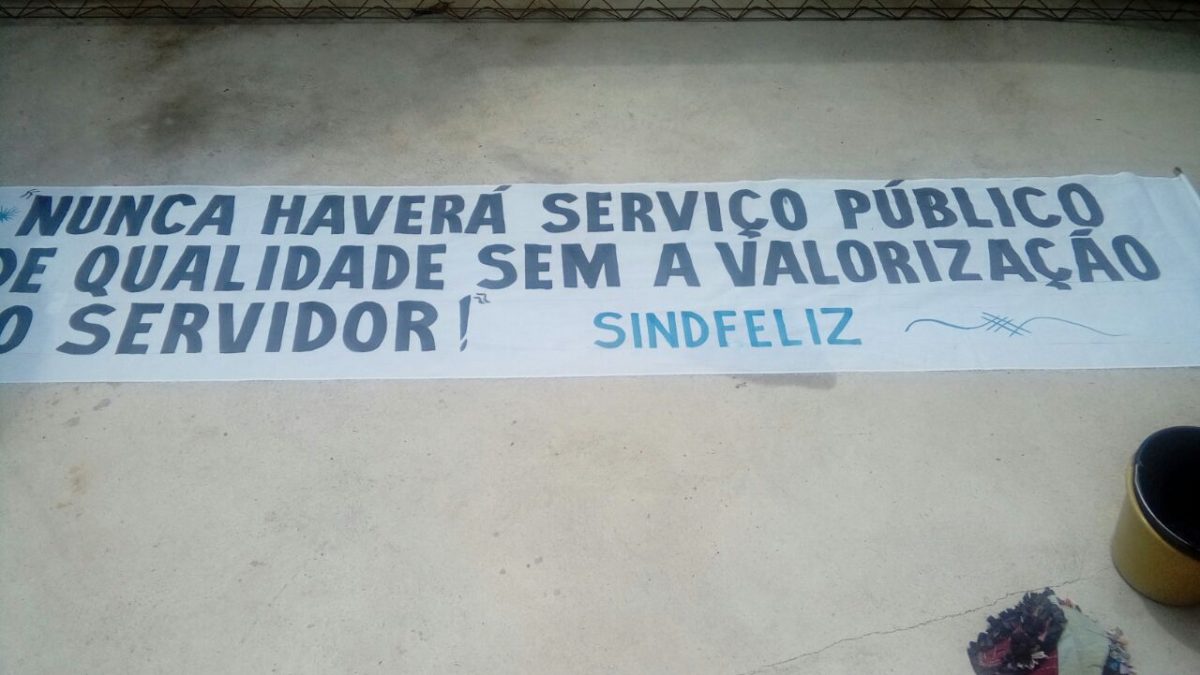 "NUNCA HAVERÁ SERVIÇO PÚBLICO
DE QUALIDADE SEM A VALORIZAÇÃO
O SERVIDOR!"
SINDFELIZ